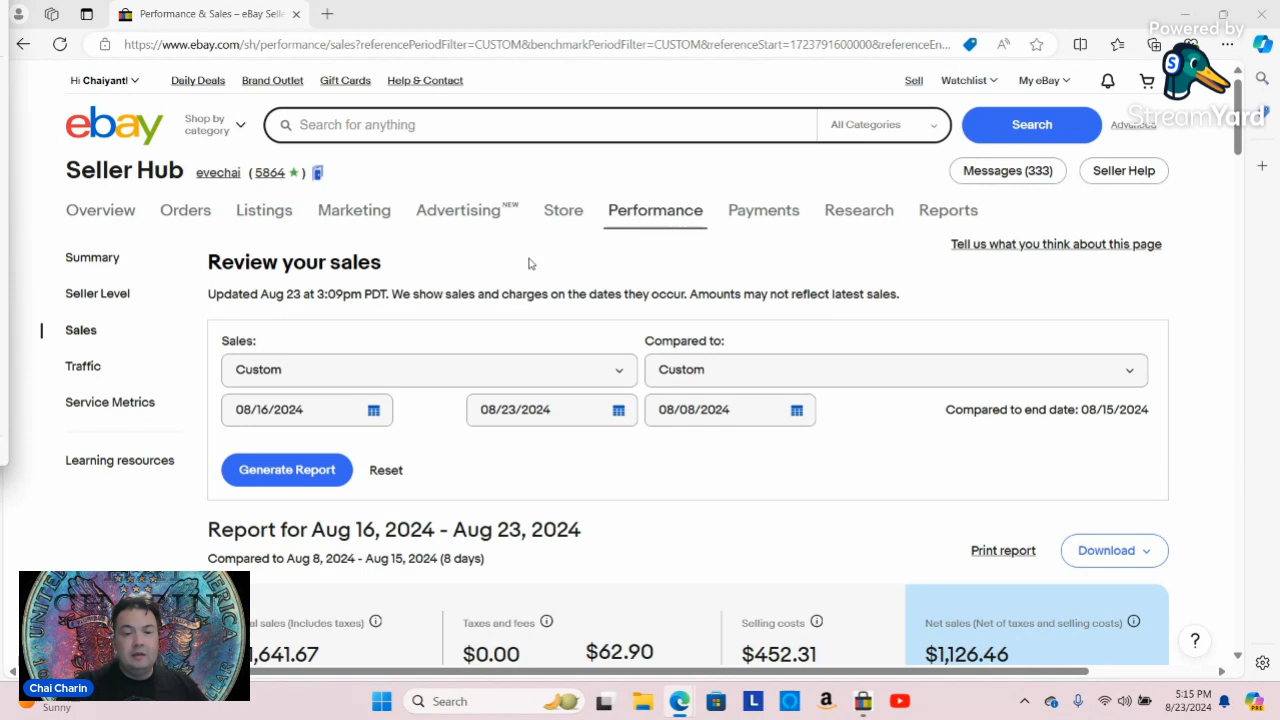 Performance & Sales - eBay Sell
https://www.ebay.com/sh/performance/sales?referencePeriodFilter=CUSTOM&benchmarkPeriodFilter=CUSTOM&referenceStart=1723791600000&referenceEn...
Powered by
StreamYard
Hi Chaiyant!
Daily Deals
Brand Outlet
Gift Cards
Help & Contact
Sell
Watchlist
My eBay
ebay
Shop by
category
Search for anything
All Categories
Search
Advanced
Seller Hub
evechai (5864 ★)
Messages (333)
Seller Help
Overview
Orders
Listings
Marketing
Advertising NEW
Store
Performance
Payments
Research
Reports
Tell us what you think about this page
Summary
Seller Level
Sales
Traffic
Service Metrics
Learning resources
Review your sales
Updated Aug 23 at 3:09pm PDT. We show sales and charges on the dates they occur. Amounts may not reflect latest sales.
Sales:
Compared to:
Custom
Custom
08/16/2024
08/23/2024
08/08/2024
Compared to end date: 08/15/2024
Generate Report
Reset
Report for Aug 16, 2024 - Aug 23, 2024
Compared to Aug 8, 2024 - Aug 15, 2024 (8 days)
Print report
Download
al sales (Includes taxes)
Taxes and fees
Selling costs
Net sales (Net of taxes and selling costs)
,641.67
$0.00
$62.90
$452.31
$1,126.46
?
Chai Charin
Sunny
Search
5:15 PM
8/23/2024